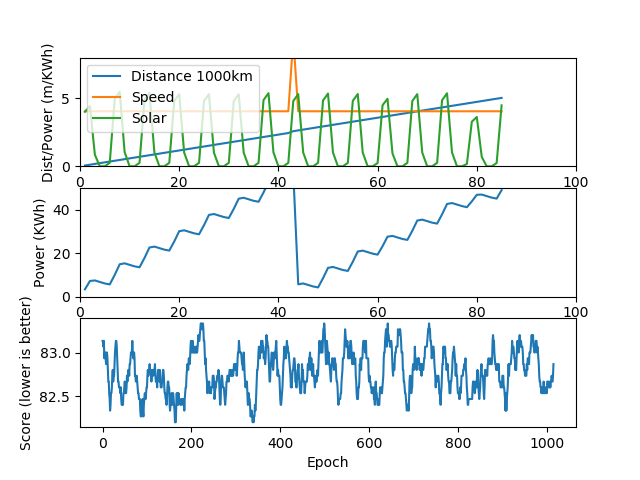 Dist/Power (m/KWh)
Distance 1000km
Speed
Solar
5
0
0 20 40 60 80 100
Power (KWh)
40
20
0
0 20 40 60 80 100
Score (lower is better)
83.0
82.5
0 200 400 600 800 1000
Epoch